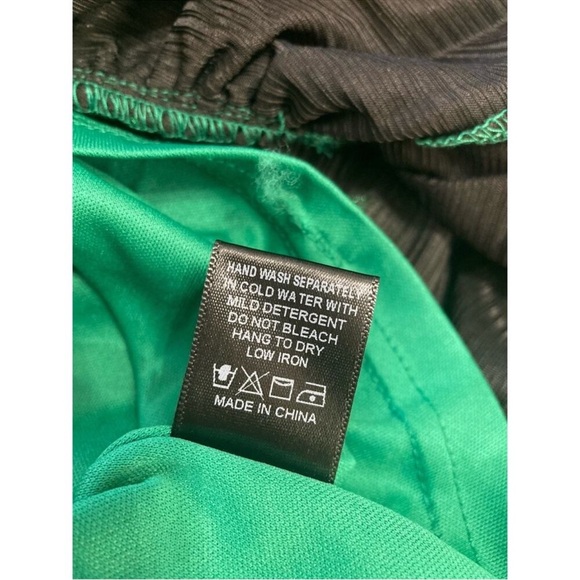 HAND WASH SEPARATELY
IN COLD WATER WITH
MILD DETERGENT
DO NOT BLEACH
HANG TO DRY
LOW IRON
MADE IN CHINA